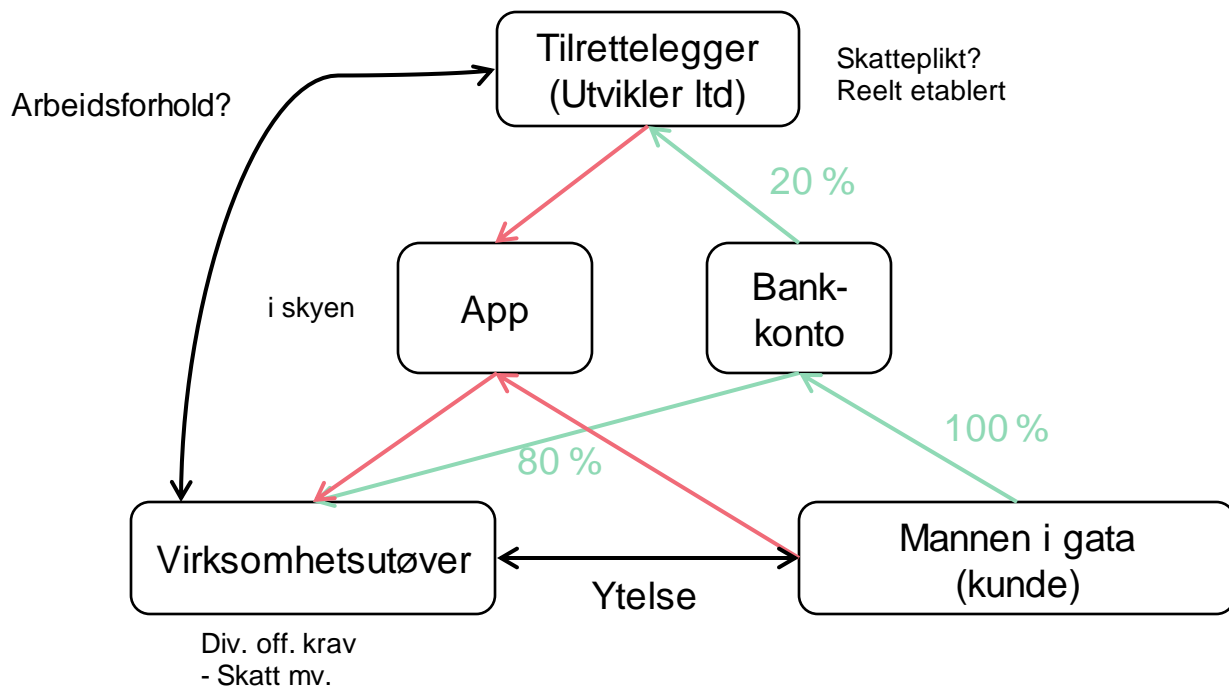 Tilrettelegger
(Utvikler ltd)
Skatteplikt?
Reelt etablert
Arbeidsforhold?
20 %
i skyen
App
Bank-
konto
80 %
100 %
Virksomhetsutøver
Ytelse
Mannen i gata
(kunde)
Div. off. krav
- Skatt mv.